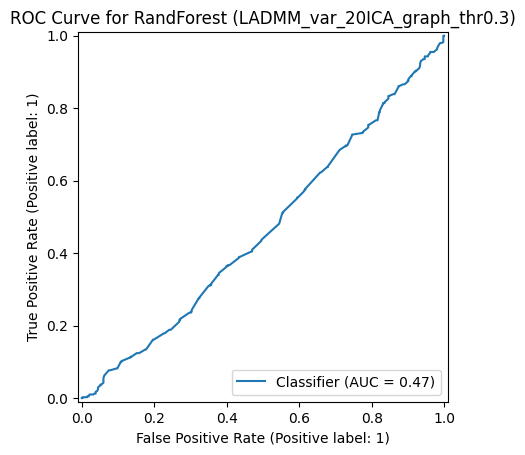 ROC Curve for RandForest (LADMM_var_20ICA_graph_thr0.3)
1.0
0.8
0.6
0.4
0.2
0.0
True Positive Rate (Positive label: 1)
Classifier (AUC = 0.47)
0.0 0.2 0.4 0.6 0.8 1.0
False Positive Rate (Positive label: 1)